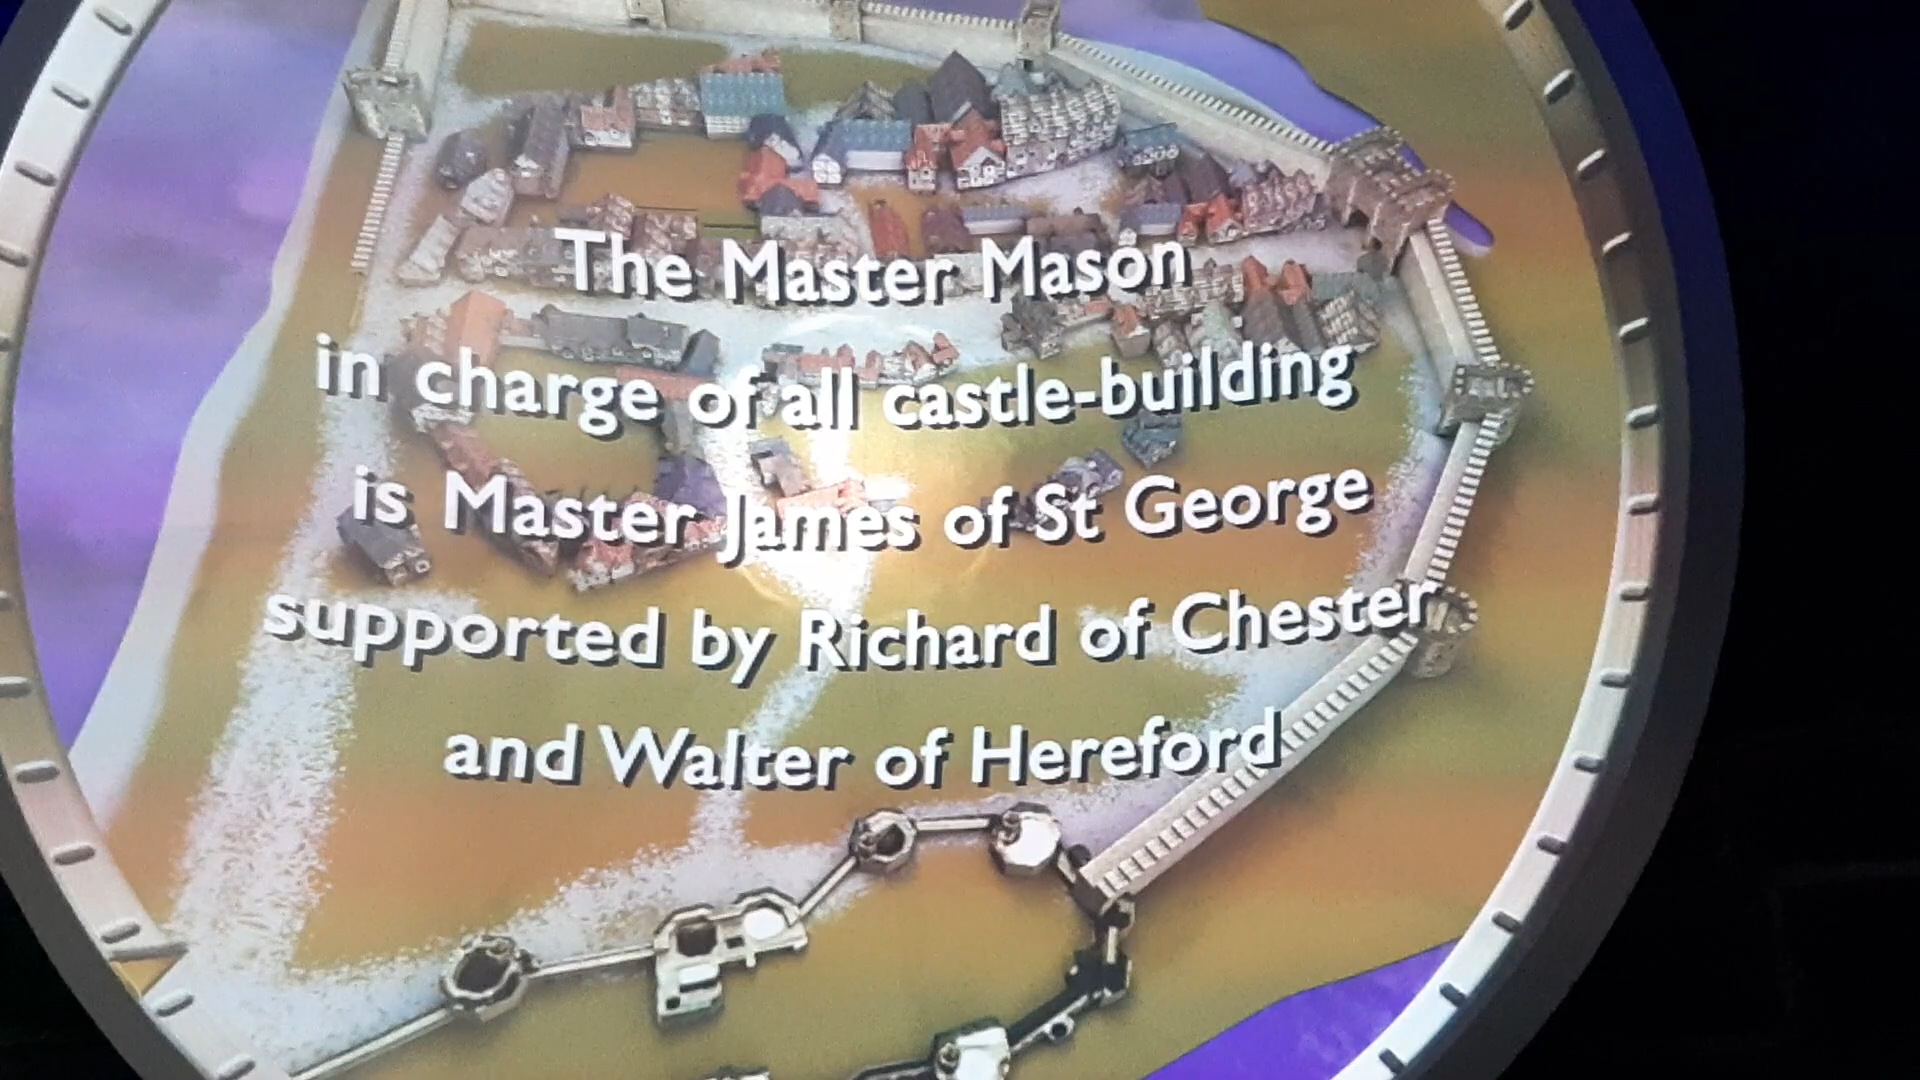 The Master Mason
in charge of all castle-building
is Master James of St George
supported by Richard of Chester
and Walter of Hereford